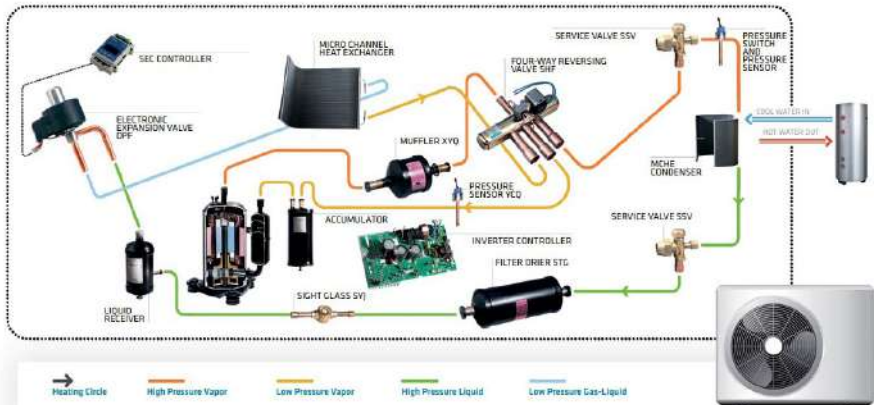 SEC CONTROLLER
MICRO CHANNEL
HEAT EXCHANGER
SERVICE VALVE SSV
PRESSURE
SWITCH
AND
PRESSURE
SENSOR
FOUR-WAY REVERSING
VALVE SHF
ELECTRONIC
EXPANSION VALVE
DPF
COOL WATER IN
HOT WATER OUT
MUFFLER XYQ
MCHE
CONDENSER
PRESSURE
SENSOR YCQ
ACCUMULATOR
SERVICE VALVE SSV
INVERTER CONTROLLER
FILTER DRIER STG
SIGHT GLASS SYJ
LIQUID
RECEIVER
Heating Circle
High Pressure Vapor
Low Pressure Vapor
High Pressure Liquid
Low Pressure Gas-Liquid